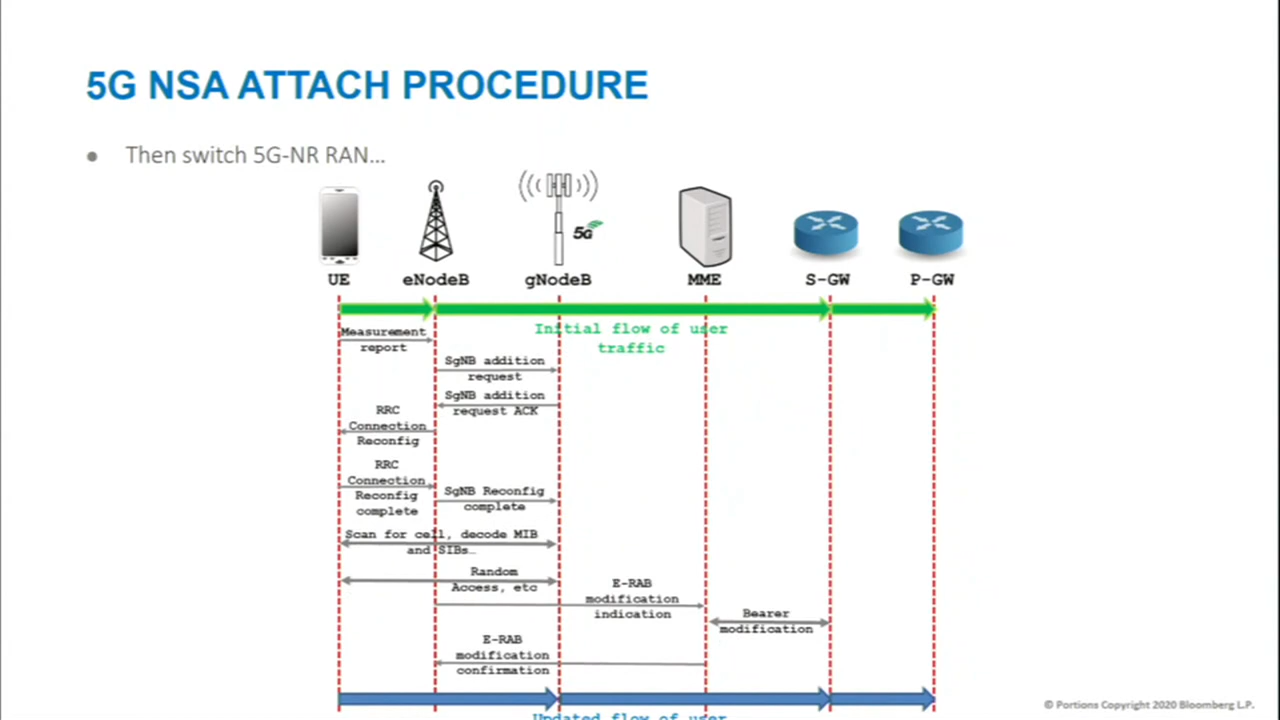 5G NSA ATTACH PROCEDURE
● Then switch 5G-NR RAN…
5G
UE
eNodeB
gNodeB
MME
S-GW
P-GW
Initial flow of user
traffic
Measurement
report
SgNB addition
request
SgNB addition
request ACK
RRC
Connection
Reconfig
RRC
Connection
Reconfig
complete
SgNB Reconfig
complete
Scan for cell, decode MIB
and SIBs…
Random
Access, etc
E-RAB
modification
indication
Bearer
modification
E-RAB
modification
confirmation
Updated flow of user
© Portions Copyright 2020 Bloomberg L.P.